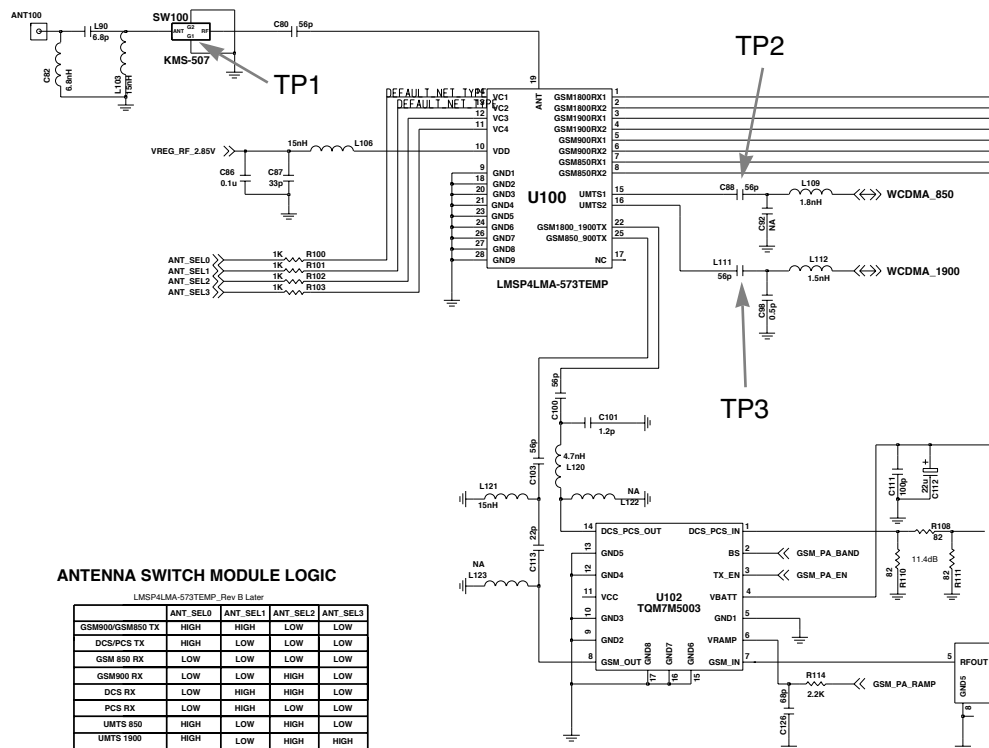 ANT100
L90
6.8p
C82
6.8nH
L103
15nH
SW100
ANT
G2
G1
RF
KMS-507
TP1
C80
56p
TP2
19
ANT
DEFAULT_NET_TYPE
DEFAULT_NET_TYPE
14
VC1
VC2
12
VC3
11
VC4
10
VDD
9
GND1
18
GND2
20
GND3
21
GND4
23
GND5
24
GND6
26
GND7
27
GND8
28
GND9
U100
LMSP4LMA-573TEMP
GSM1800RX1
1
GSM1800RX2
2
GSM1900RX1
3
GSM1900RX2
4
GSM900RX1
5
GSM900RX2
6
GSM850RX1
7
GSM850RX2
8
UMTS1
15
UMTS2
16
GSM1800_1900TX
22
GSM850_900TX
25
NC
17
VREG_RF_2.85V
15nH
L106
C86
0.1u
C87
33p
ANT_SEL0
1K
R100
ANT_SEL1
1K
R101
ANT_SEL2
1K
R102
ANT_SEL3
1K
R103
C88
56p
L109
1.8nH
WCDMA_850
C92
NA
L111
56p
L112
1.5nH
WCDMA_1900
C98
0.5p
TP3
56p
C100
C101
1.2p
4.7nH
L120
56p
C103
L121
15nH
NA
L122
22p
C113
NA
L123
C111
100p
+
22u
C112
14
DCS_PCS_OUT
13
GND5
12
GND4
11
VCC
10
GND3
9
GND2
8
GSM_OUT
U102
TQM7M5003
GND8
GND7
GND6
17
16
15
DCS_PCS_IN
1
BS
2
TX_EN
3
VBATT
4
GND1
5
VRAMP
6
GSM_IN
7
GSM_PA_BAND
GSM_PA_EN
R108
82
11.4dB
82
R110
82
R111
R114
2.2K
GSM_PA_RAMP
68p
C126
5
RFOUT
GND5
8
ANTENNA SWITCH MODULE LOGIC
LMSP4LMA-573TEMP_Rev B Later
ANT_SEL0 ANT_SEL1 ANT_SEL2 ANT_SEL3
GSM900/GSM850 TX HIGH HIGH LOW LOW
DCS/PCS TX HIGH LOW LOW LOW
GSM 850 RX LOW LOW LOW LOW
GSM900 RX LOW LOW HIGH LOW
DCS RX LOW HIGH HIGH LOW
PCS RX LOW HIGH LOW LOW
UMTS 850 HIGH LOW HIGH LOW
UMTS 1900 HIGH LOW HIGH HIGH